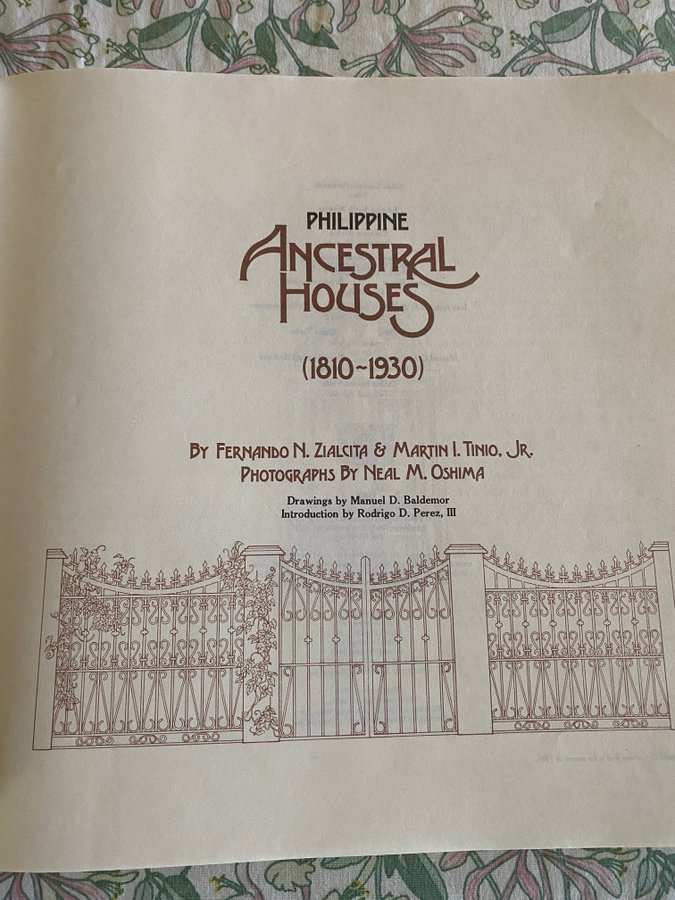 PHILIPPINE
ANCESTRAL
HOUSES
(1810~1930)
BY FERNANDO N. ZIALCITA & MARTIN I. TINIO, JR.
PHOTOGRAPHS BY NEAL M. OSHIMA
Drawings by Manuel D. Baldemor
Introduction by Rodrigo D. Perez, III